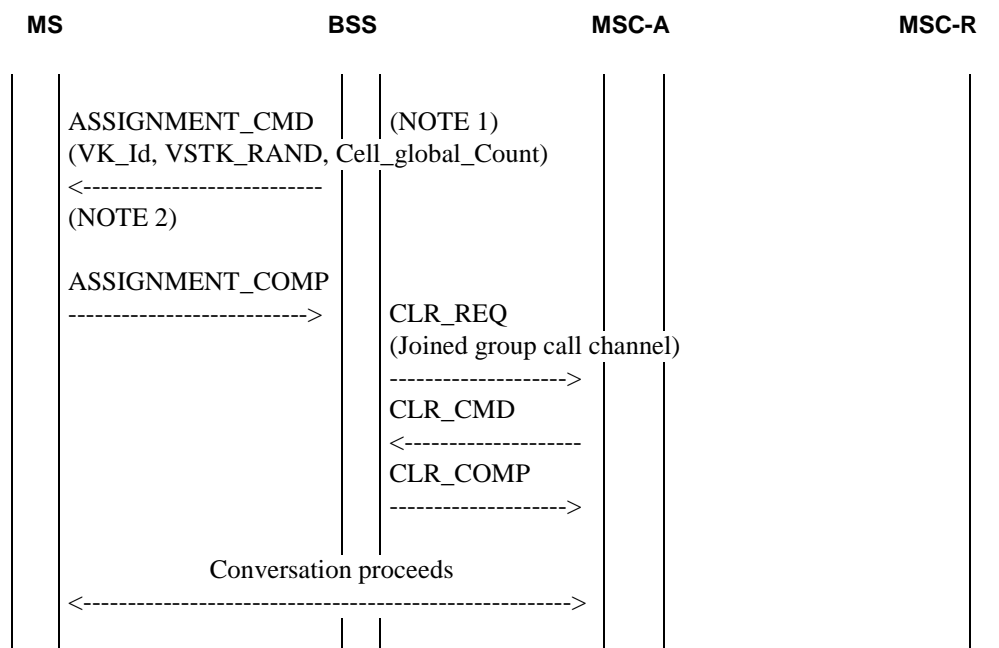 MS BSS MSC-A MSC-R
ASSIGNMENT_CMD (NOTE 1)
(VK_Id, VSTK_RAND, Cell_global_Count)
<---------------------------
(NOTE 2)
ASSIGNMENT_COMP
---------------------------> CLR_REQ
(Joined group call channel)
-------------------->
CLR_CMD
<--------------------
CLR_COMP
-------------------->
Conversation proceeds
<------------------------------------------------------->